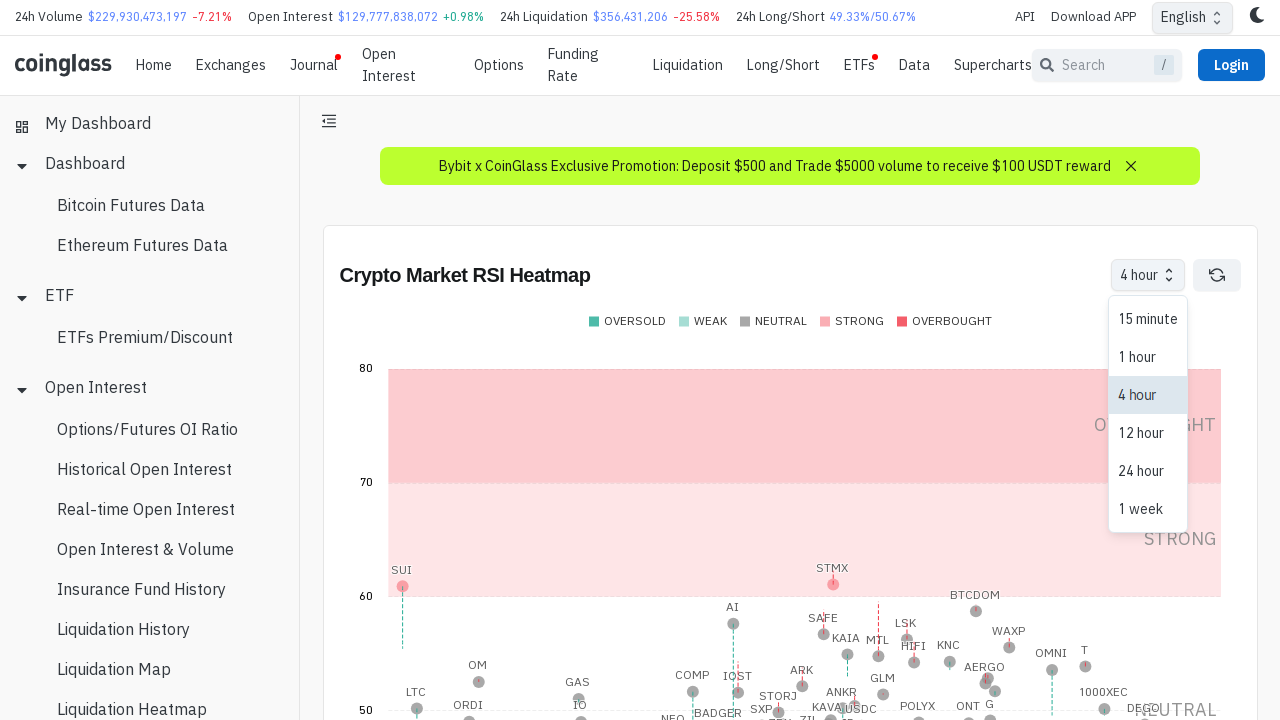 24h Volume $229,930,473,197 -7.21% Open Interest $129,777,838,072 +0.98% 24h Liquidation $356,431,206 -25.58% 24h Long/Short 49.33%/50.67% API Download APP English
coinglass Home Exchanges Journal Open Interest Options Funding Rate Liquidation Long/Short ETFs Data Supercharts Search / Login
My Dashboard
Dashboard
Bitcoin Futures Data
Ethereum Futures Data
ETF
ETFs Premium/Discount
Open Interest
Options/Futures OI Ratio
Historical Open Interest
Real-time Open Interest
Open Interest & Volume
Insurance Fund History
Liquidation History
Liquidation Map
Liquidation Heatmap
Bybit x CoinGlass Exclusive Promotion: Deposit $500 and Trade $5000 volume to receive $100 USDT reward
Crypto Market RSI Heatmap
4 hour
15 minute
1 hour
4 hour
12 hour
24 hour
1 week
OVERSOLD WEAK NEUTRAL STRONG OVERBOUGHT
80
70
STRONG
SUI STMX
60 BTCDOM
AI SAFE LSK WAXP
KAIA MTL HIFI KNC OMNI T
OM COMP IOST ARK AERGO
GAS GLM
LTC STORJ ANKR 1000XEC
ORDI IO BADGER SXP KAVA USDC POLYX ONT G
50 NEO ZIL NEUTRAL